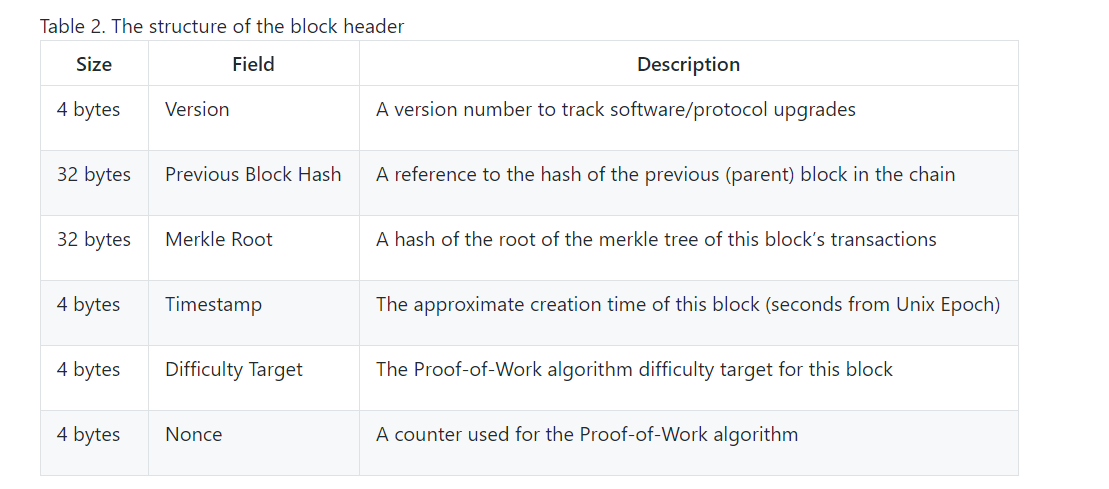 Table 2. The structure of the block header
Size Field Description
4 bytes Version A version number to track software/protocol upgrades
32 bytes Previous Block Hash A reference to the hash of the previous (parent) block in the chain
32 bytes Merkle Root A hash of the root of the merkle tree of this block’s transactions
4 bytes Timestamp The approximate creation time of this block (seconds from Unix Epoch)
4 bytes Difficulty Target The Proof-of-Work algorithm difficulty target for this block
4 bytes Nonce A counter used for the Proof-of-Work algorithm